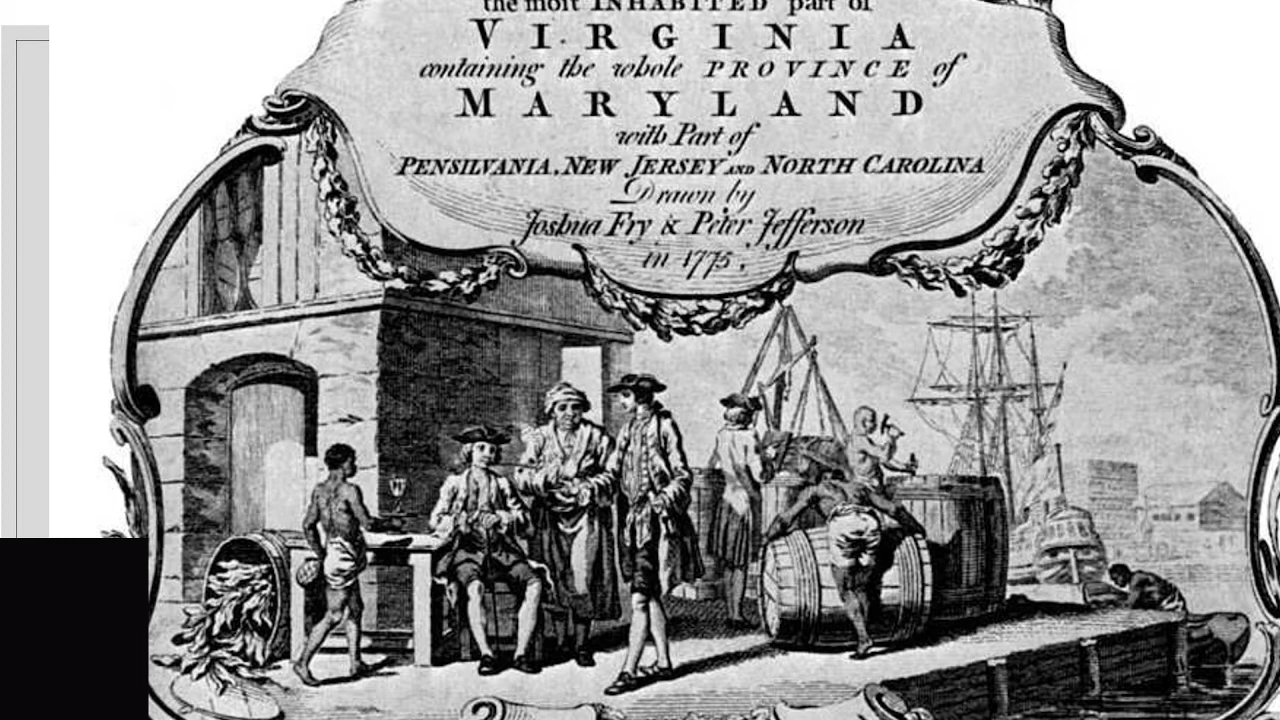 the most INHABITED part of
VIRGINIA
containing the whole PROVINCE of
MARYLAND
with Part of
PENSILVANIA, NEW JERSEY AND NORTH CAROLINA
Drawn by
Joshua Fry & Peter Jefferson
in 1775.